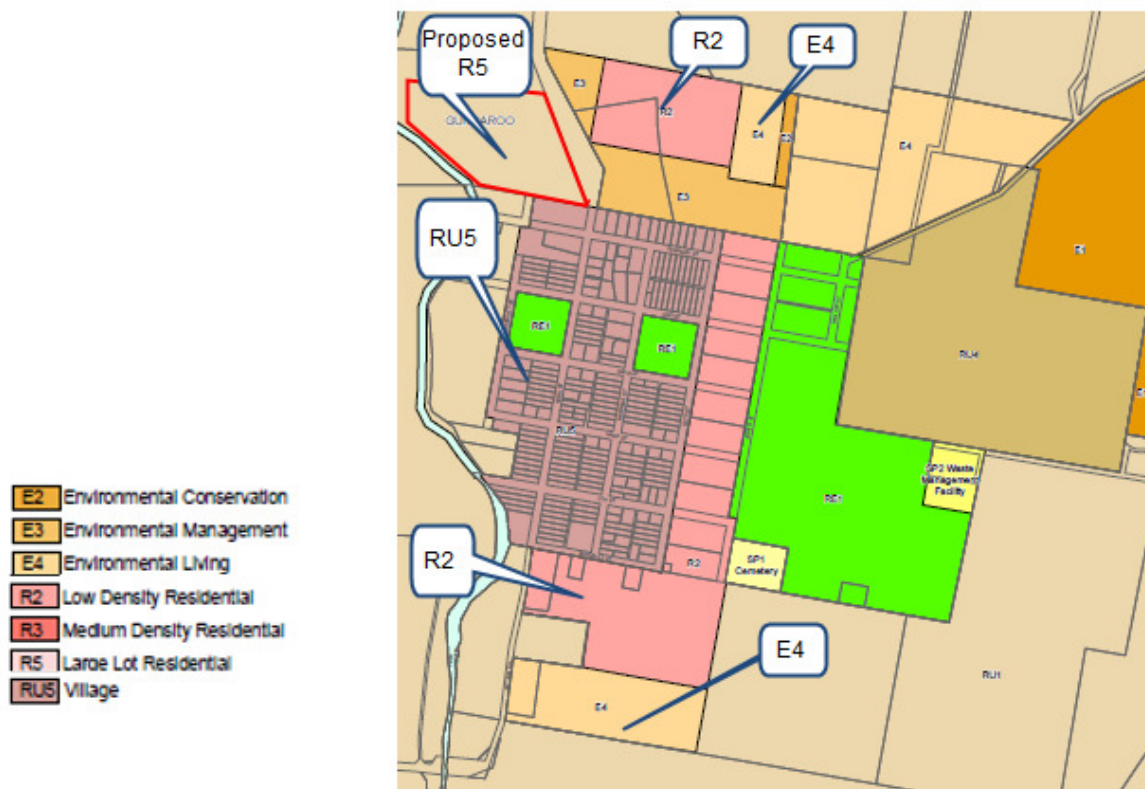 Proposed
R5
R2
E4
E3
R2
E4
E2
E4
E3
RU5
E1
RE1
RE1
RU4
RU5
SP2 Waste
Management
Facility
RE1
R2
R2
SP1
Cemetery
E4
E4
RU1
E2 Environmental Conservation
E3 Environmental Management
E4 Environmental Living
R2 Low Density Residential
R3 Medium Density Residential
R5 Large Lot Residential
RU5 Village